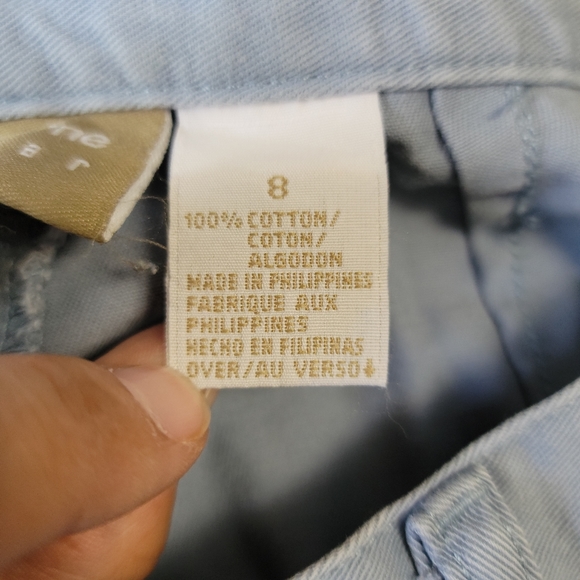 8
100% COTTON/
COTON/
ALGODON
MADE IN PHILIPPINES
FABRIQUE AUX
PHILIPPINES
HECHO EN FILIPINAS
OVER/AU VERSO↓